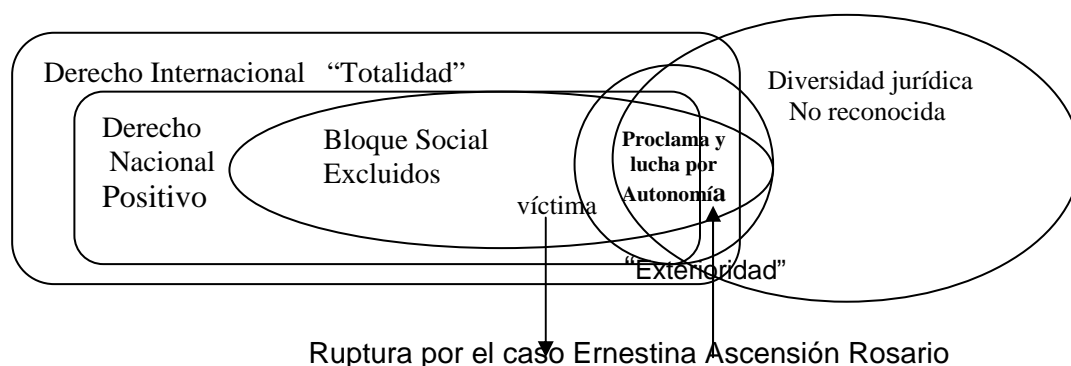 Derecho Internacional “Totalidad”
Diversidad jurídica
No reconocida
Derecho
Nacional
Positivo
Bloque Social
Excluidos
víctima
Proclama y
lucha por
Autonomía
“Exterioridad”
Ruptura por el caso Ernestina Ascensión Rosario